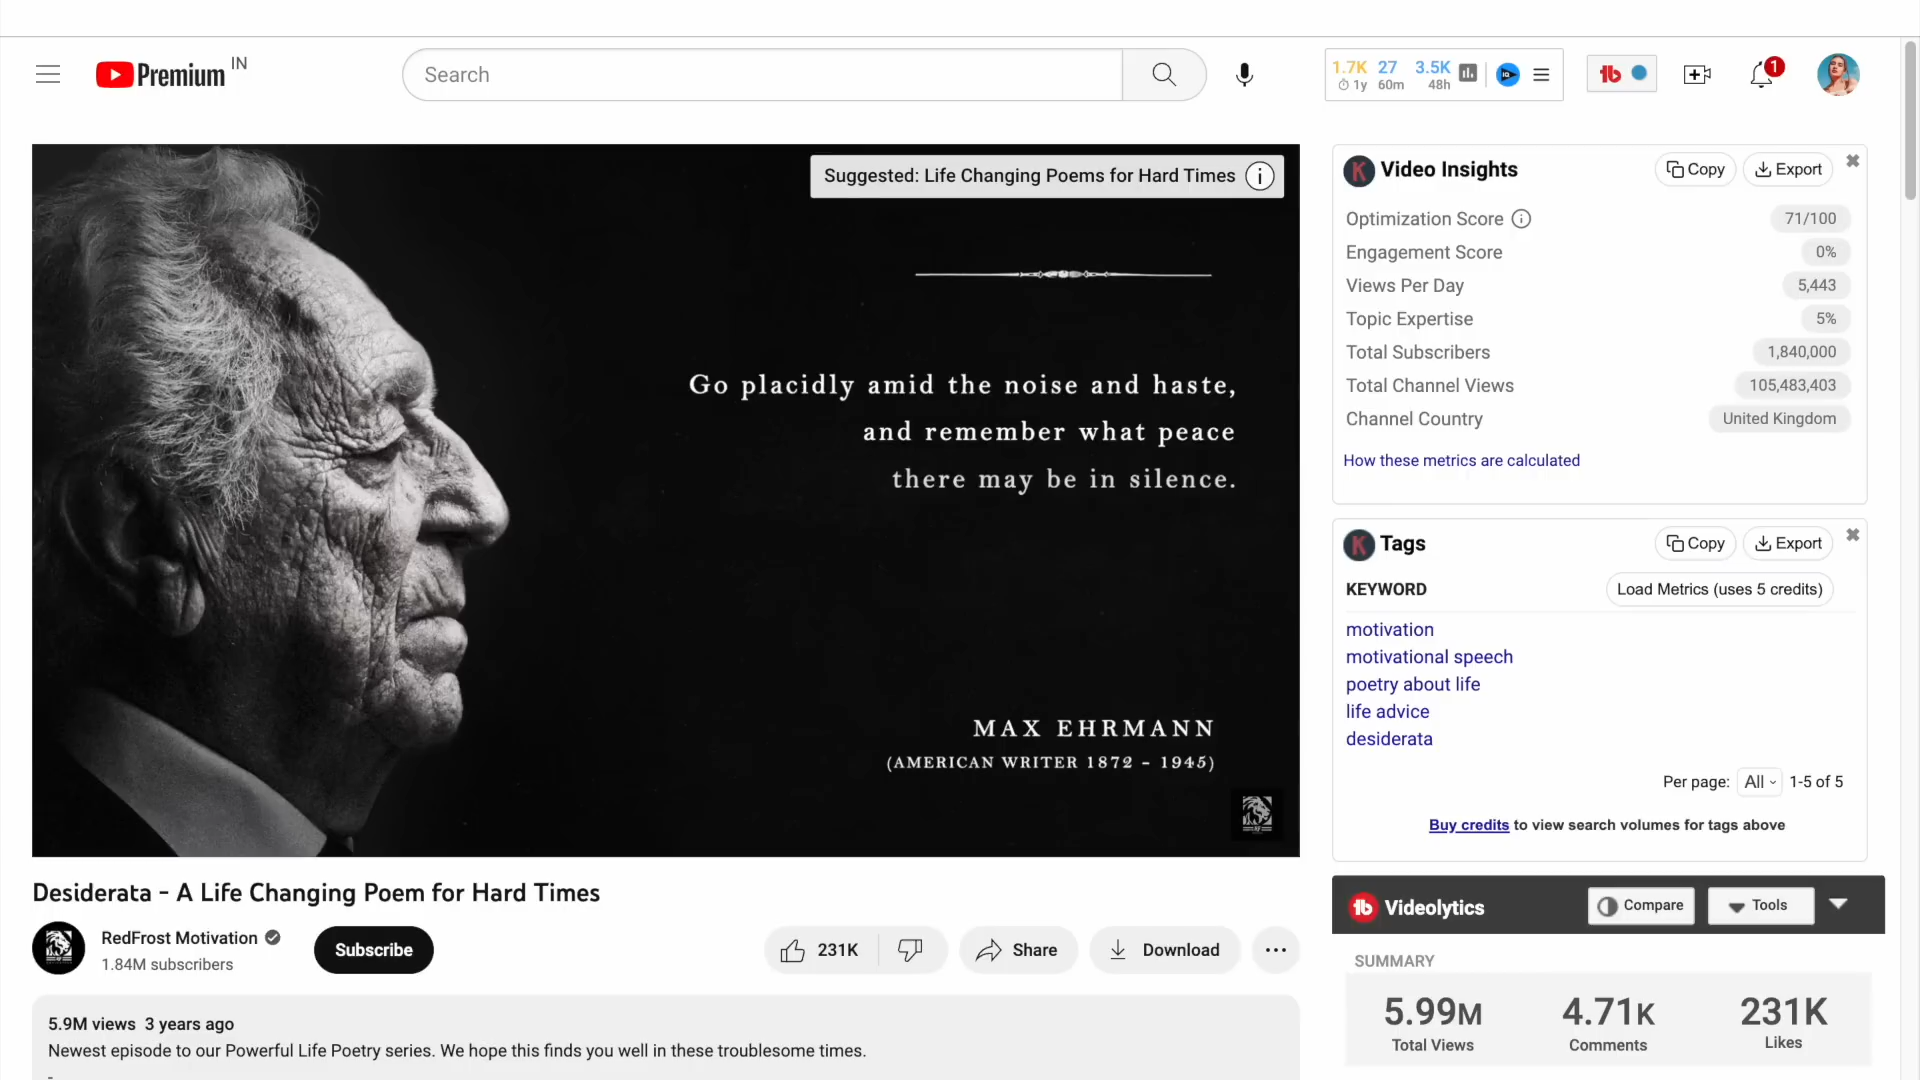 Premium IN
Search
1.7K 27 3.5K
1y 60m 48h
1
Suggested: Life Changing Poems for Hard Times
Go placidly amid the noise and haste,
and remember what peace
there may be in silence.
MAX EHRMANN
(AMERICAN WRITER 1872 - 1945)
Desiderata - A Life Changing Poem for Hard Times
RedFrost Motivation
1.84M subscribers
Subscribe
231K
Share
Download
5.9M views 3 years ago
Newest episode to our Powerful Life Poetry series. We hope this finds you well in these troublesome times.
-
K Video Insights
Copy
Export
Optimization Score 71/100
Engagement Score 0%
Views Per Day 5,443
Topic Expertise 5%
Total Subscribers 1,840,000
Total Channel Views 105,483,403
Channel Country United Kingdom
How these metrics are calculated
K Tags
Copy
Export
KEYWORD
Load Metrics (uses 5 credits)
motivation
motivational speech
poetry about life
life advice
desiderata
Per page: All 1-5 of 5
Buy credits to view search volumes for tags above
Videolytics
Compare
Tools
SUMMARY
5.99M 4.71K 231K
Total Views Comments Likes